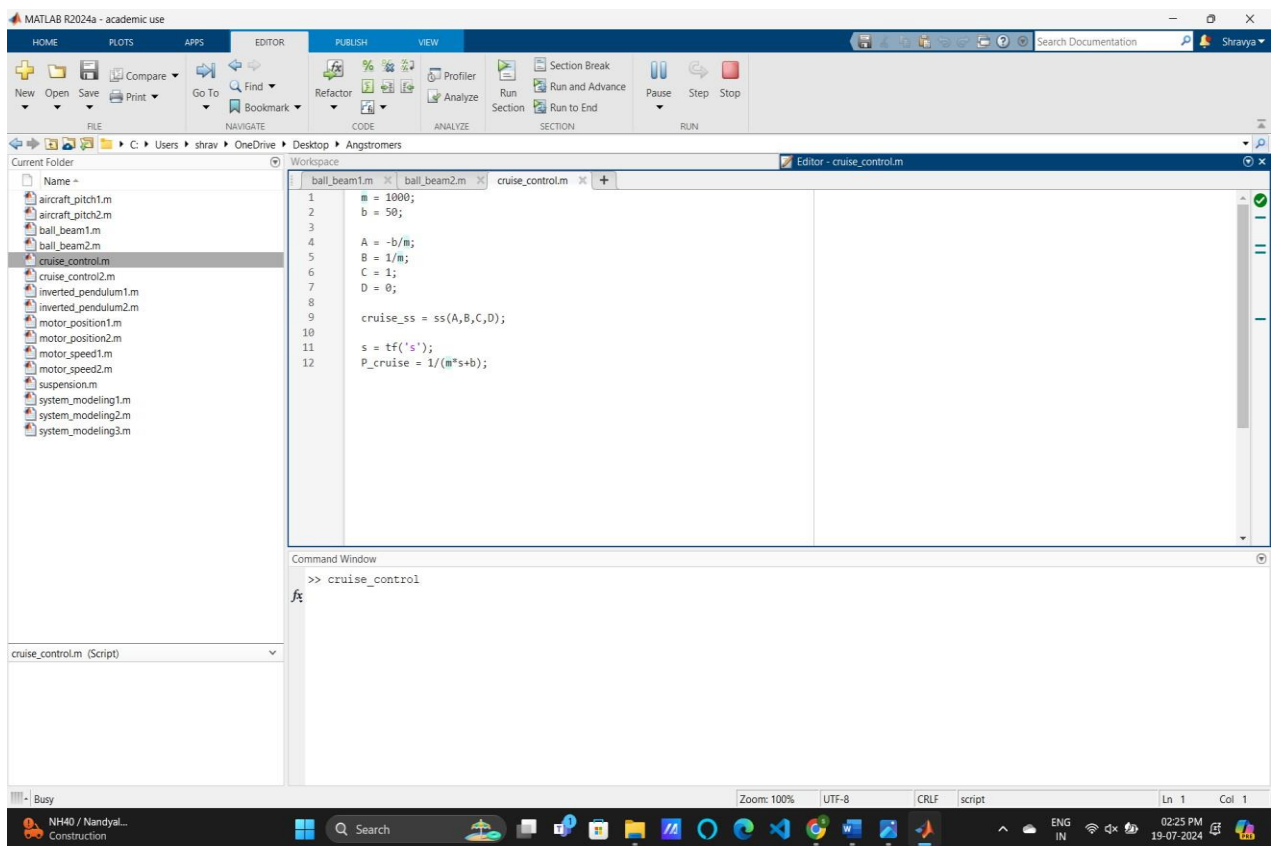 MATLAB R2024a - academic use
HOME PLOTS APPS EDITOR PUBLISH VIEW Search Documentation Shravya
New Open Save Compare Print
Go To Find Bookmark
Refactor
Profiler Analyze
Run Section Section Break Run and Advance Run to End
Pause Step Stop
FILE NAVIGATE CODE ANALYZE SECTION RUN
C: Users shrav OneDrive Desktop Angstromers
Current Folder
Name
aircraft_pitch1.m
aircraft_pitch2.m
ball_beam1.m
ball_beam2.m
cruise_control.m
cruise_control2.m
inverted_pendulum1.m
inverted_pendulum2.m
motor_position1.m
motor_position2.m
motor_speed1.m
motor_speed2.m
suspension.m
system_modeling1.m
system_modeling2.m
system_modeling3.m
cruise_control.m (Script)
Workspace
Editor - cruise_control.m
ball_beam1.m ball_beam2.m cruise_control.m +
1 m = 1000;
2 b = 50;
3
4 A = -b/m;
5 B = 1/m;
6 C = 1;
7 D = 0;
8
9 cruise_ss = ss(A,B,C,D);
10
11 s = tf('s');
12 P_cruise = 1/(m*s+b);
Command Window
>> cruise_control
fx
Busy
Zoom: 100% UTF-8 CRLF script Ln 1 Col 1
NH40 / Nandyal...
Construction
Search
ENG
IN
02:25 PM
19-07-2024